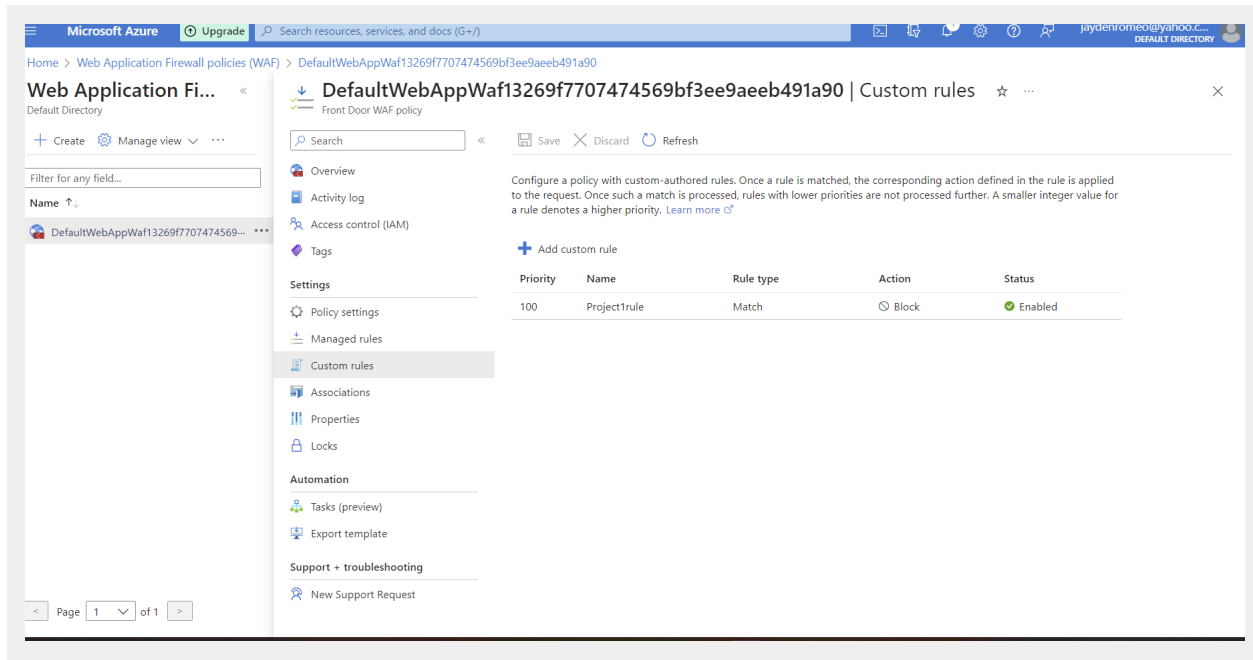 Microsoft Azure
Upgrade
Search resources, services, and docs (G+/)
jaydenromeo@yahoo.c...
DEFAULT DIRECTORY
Home > Web Application Firewall policies (WAF) > DefaultWebAppWaf13269f7707474569bf3ee9aeeb491a90
Web Application Fi...
«
Default Directory
+ Create
Manage view
···
Filter for any field...
Name ↑↓
DefaultWebAppWaf13269f7707474569··· ···
< Page 1 of 1 >
DefaultWebAppWaf13269f7707474569bf3ee9aeeb491a90 | Custom rules ···
Front Door WAF policy
Search
«
Overview
Activity log
Access control (IAM)
Tags
Settings
Policy settings
Managed rules
Custom rules
Associations
Properties
Locks
Automation
Tasks (preview)
Export template
Support + troubleshooting
New Support Request
Save Discard Refresh
Configure a policy with custom-authored rules. Once a rule is matched, the corresponding action defined in the rule is applied
to the request. Once such a match is processed, rules with lower priorities are not processed further. A smaller integer value for
a rule denotes a higher priority. Learn more
Add custom rule
Priority Name Rule type Action Status
100 Project1rule Match Block Enabled